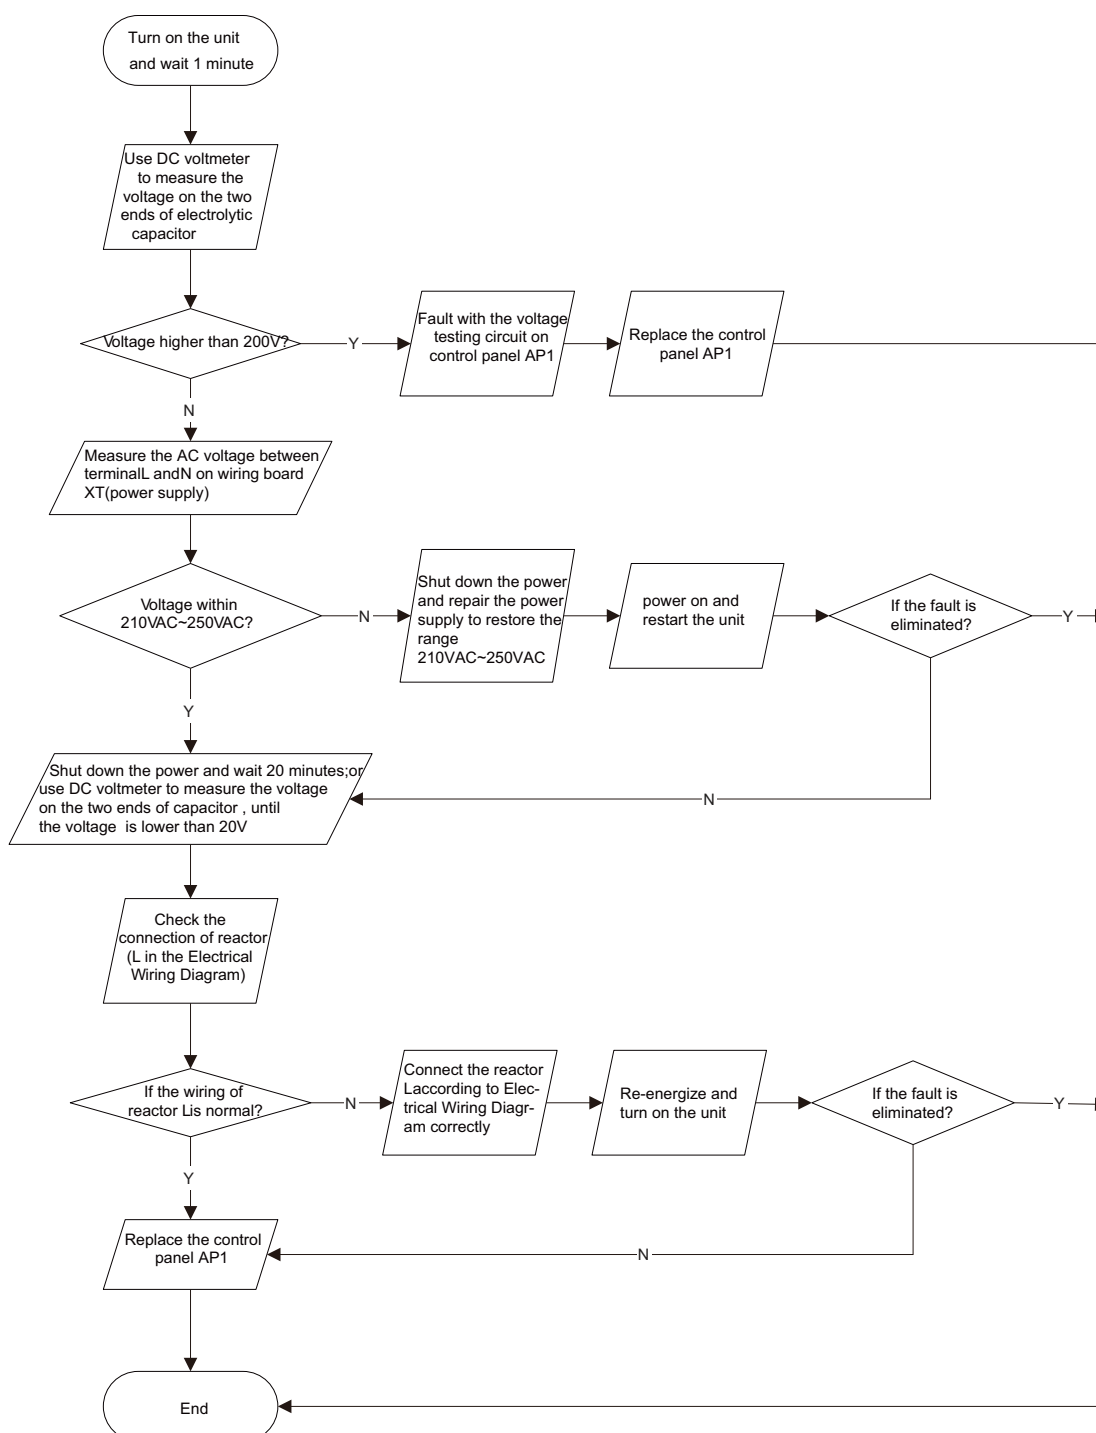 Turn on the unit
and wait 1 minute
Use DC voltmeter
to measure the
voltage on the two
ends of electrolytic
capacitor
Voltage higher than 200V?
Y
Fault with the voltage
testing circuit on
control panel AP1
Replace the control
panel AP1
N
Measure the AC voltage between
terminalL andN on wiring board
XT(power supply)
Voltage within
210VAC~250VAC?
N
Shut down the power
and repair the power
supply to restore the
range
210VAC~250VAC
power on and
restart the unit
If the fault is
eliminated?
Y
Y
N
Shut down the power and wait 20 minutes;or
use DC voltmeter to measure the voltage
on the two ends of capacitor , until
the voltage  is lower than 20V
Check the
connection of reactor
(L in the Electrical
Wiring Diagram)
If the wiring of
reactor Lis normal?
N
Connect the reactor
Laccording to Elec-
trical Wiring Diagr-
am correctly
Re-energize and
turn on the unit
If the fault is
eliminated?
Y
Y
N
Replace the control
panel AP1
End